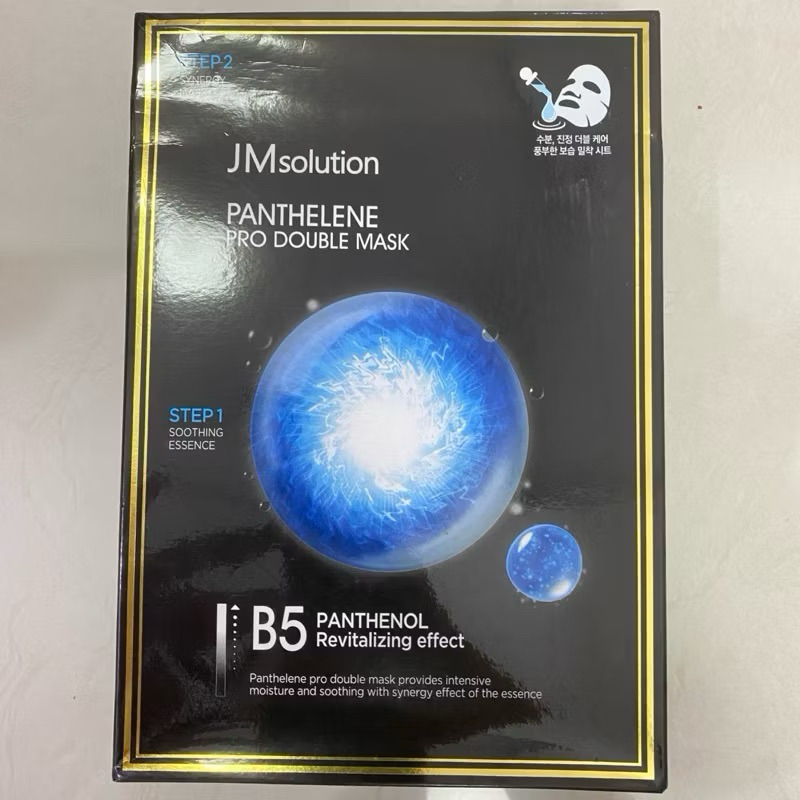 STEP 2
SYNERGY
MASK
수분, 진정 더블 케어
풍부한 보습 밀착 시트
JMsolution
PANTHELENE
PRO DOUBLE MASK
STEP 1
SOOTHING
ESSENCE
B5 PANTHENOL
Revitalizing effect
Panthelene pro double mask provides intensive
moisture and soothing with synergy effect of the essence